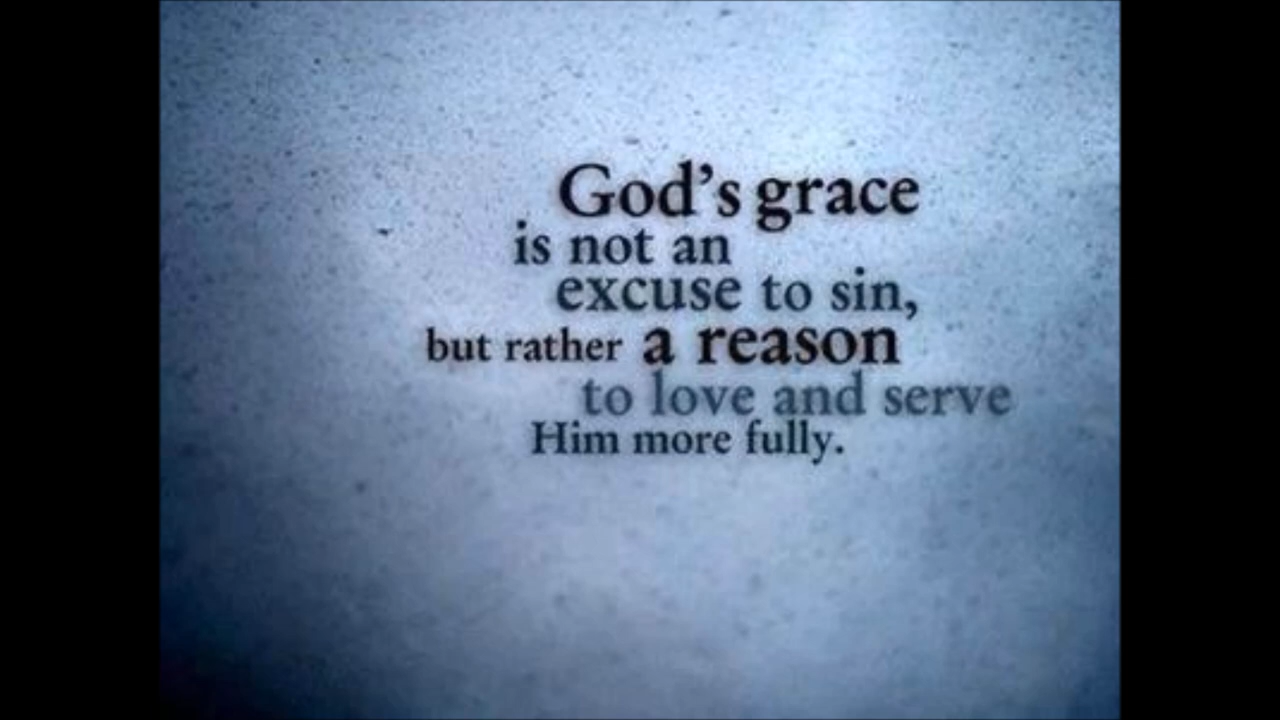 God's grace
is not an
excuse to sin,
but rather a reason
to love and serve
Him more fully.